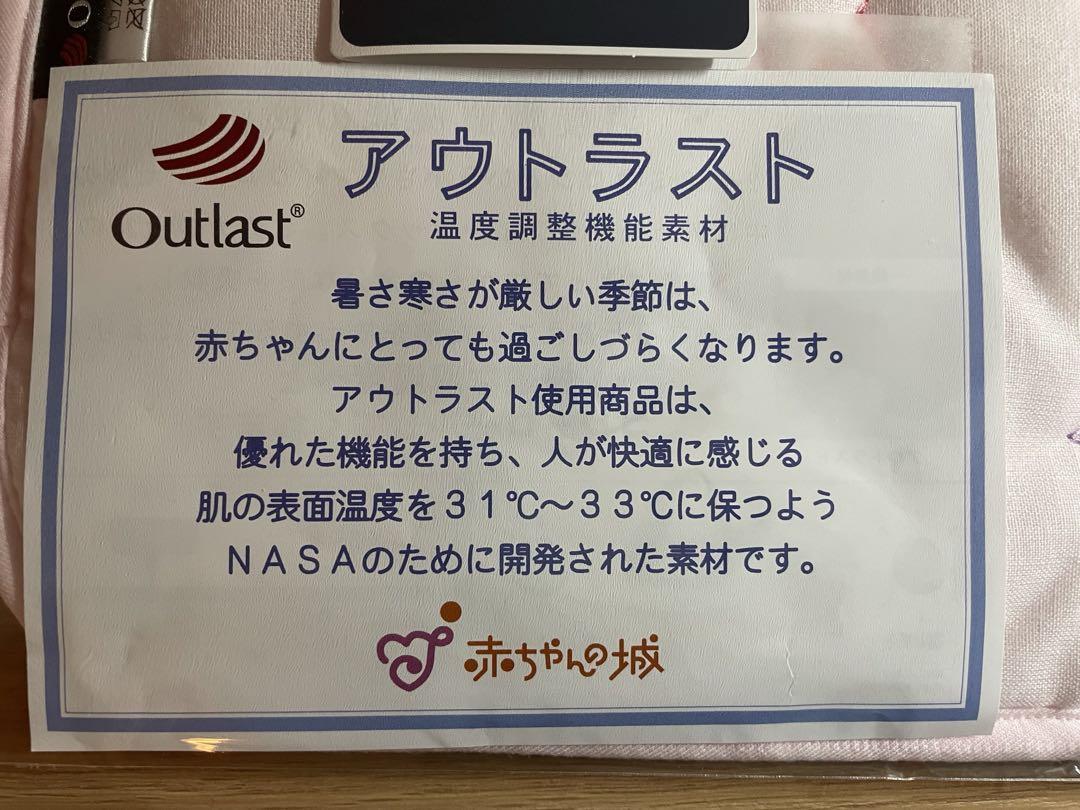 Outlast®
アウトラスト
温度調整機能素材
暑さ寒さが厳しい季節は、
赤ちゃんにとっても過ごしづらくなります。
アウトラスト使用商品は、
優れた機能を持ち、人が快適に感じる
肌の表面温度を３１℃～３３℃に保つよう
ＮＡＳＡのために開発された素材です。
赤ちゃんの城